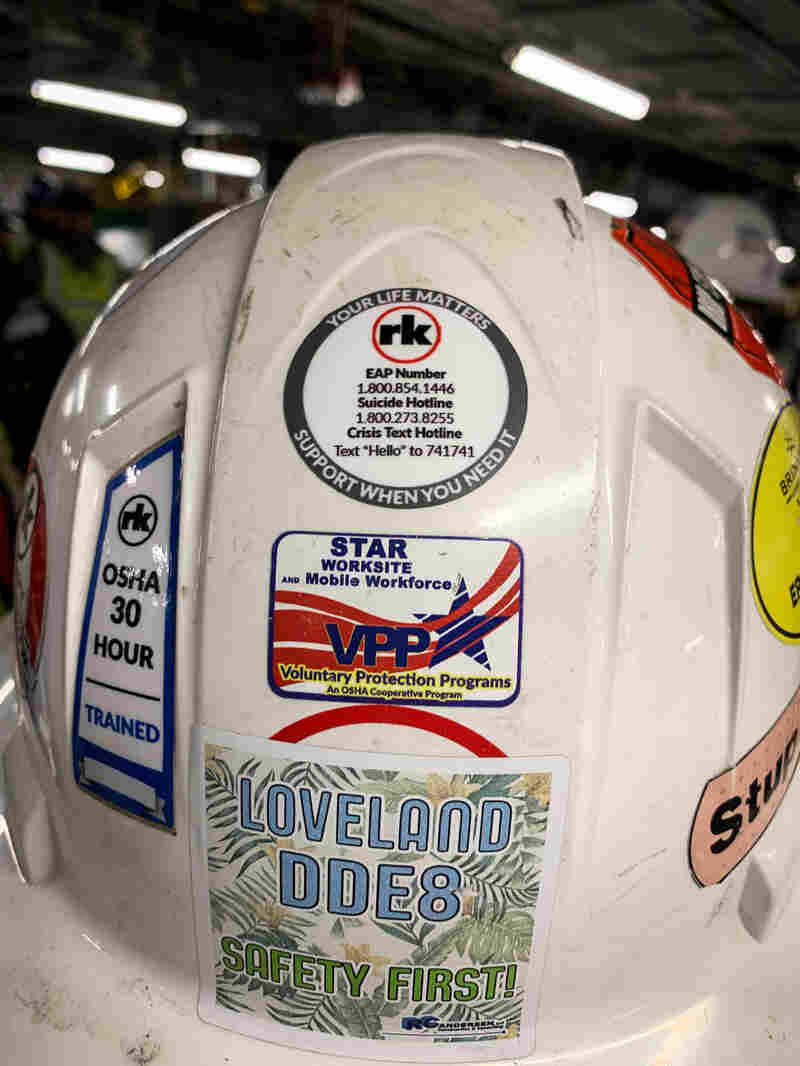 YOUR LIFE MATTERS
rk
EAP Number
1.800.854.1446
Suicide Hotline
1.800.273.8255
Crisis Text Hotline
Text "Hello" to 741741
SUPPORT WHEN YOU NEED IT
rk
OSHA
30
HOUR
TRAINED
STAR
WORKSITE
AND Mobile Workforce
VPP
Voluntary Protection Programs
An OSHA Cooperative Program
LOVELAND
DDE8
SAFETY FIRST!
RC ANDERSEN